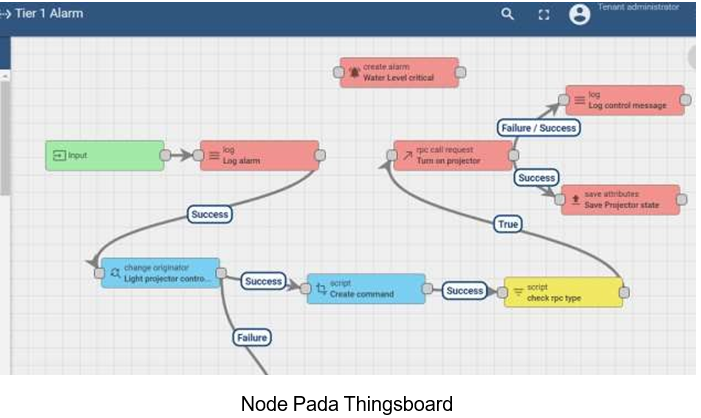 Tier 1 Alarm
Tenant administrator
create alarm
Water Level critical
log
Log control message
Failure / Success
Input
log
Log alarm
rpc call request
Turn on projector
Success
save attributes
Save Projector state
Success
True
change originator
Light projector contro...
Success
script
Create command
Success
script
check rpc type
Failure
Node Pada Thingsboard